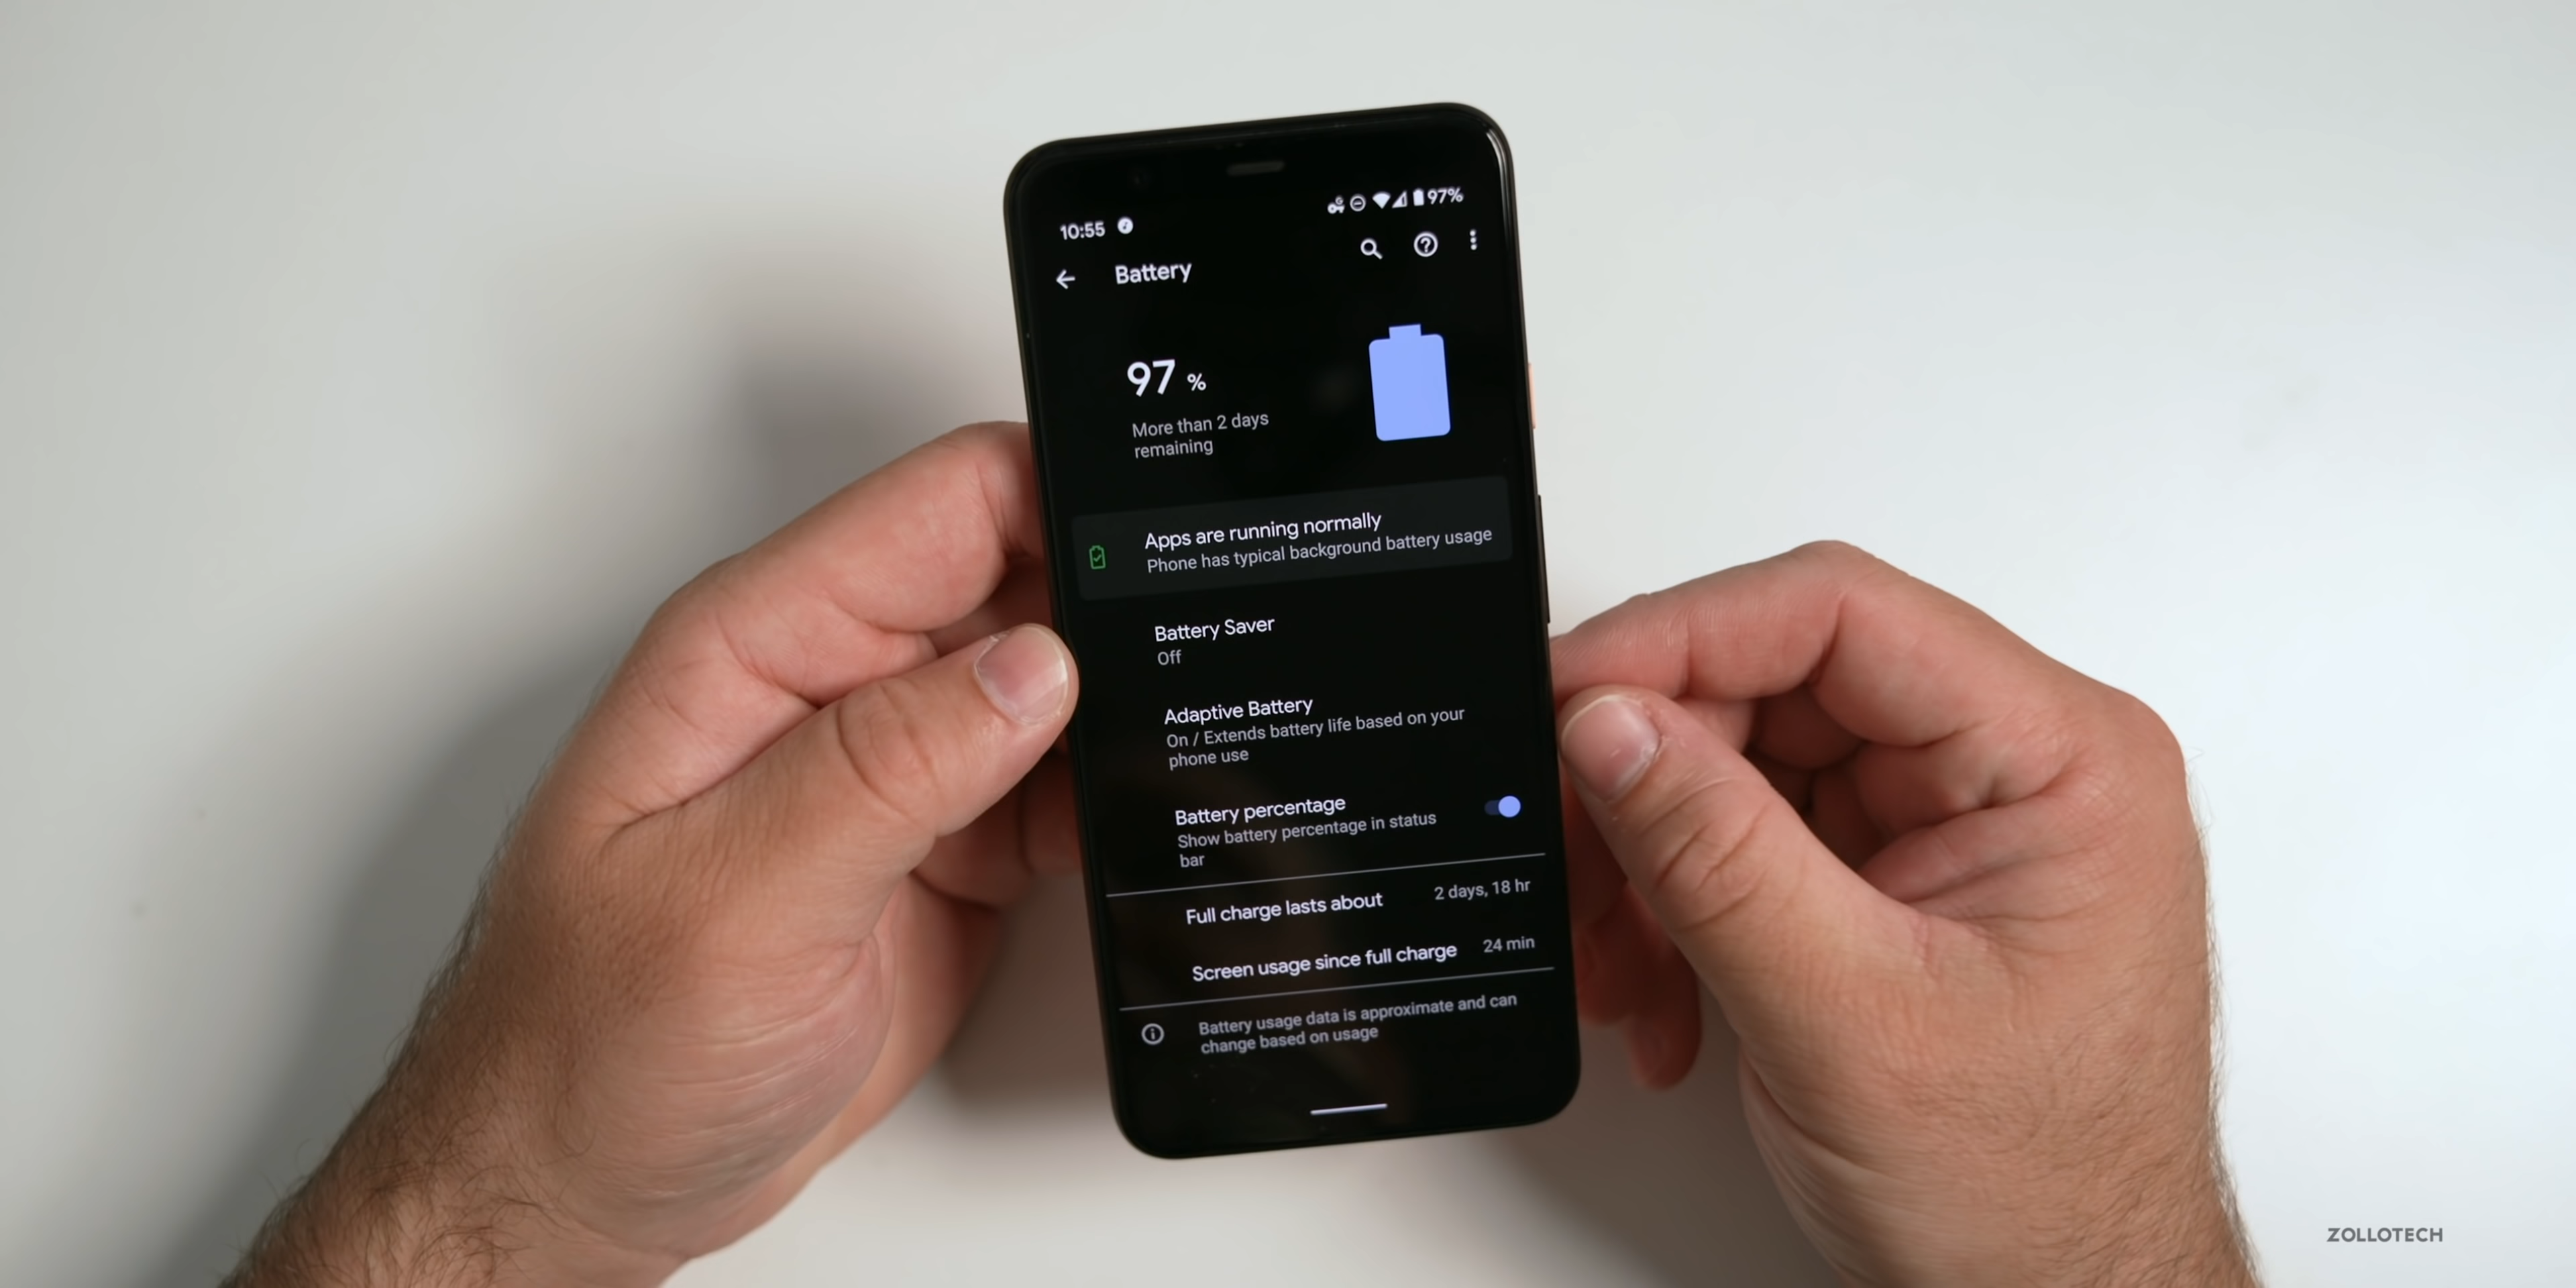 10:55
97%
Battery
97 %
More than 2 days
remaining
Apps are running normally
Phone has typical background battery usage
Battery Saver
Off
Adaptive Battery
On / Extends battery life based on your
phone use
Battery percentage
Show battery percentage in status
bar
Full charge lasts about 2 days, 18 hr
Screen usage since full charge 24 min
Battery usage data is approximate and can
change based on usage
ZOLLOTECH